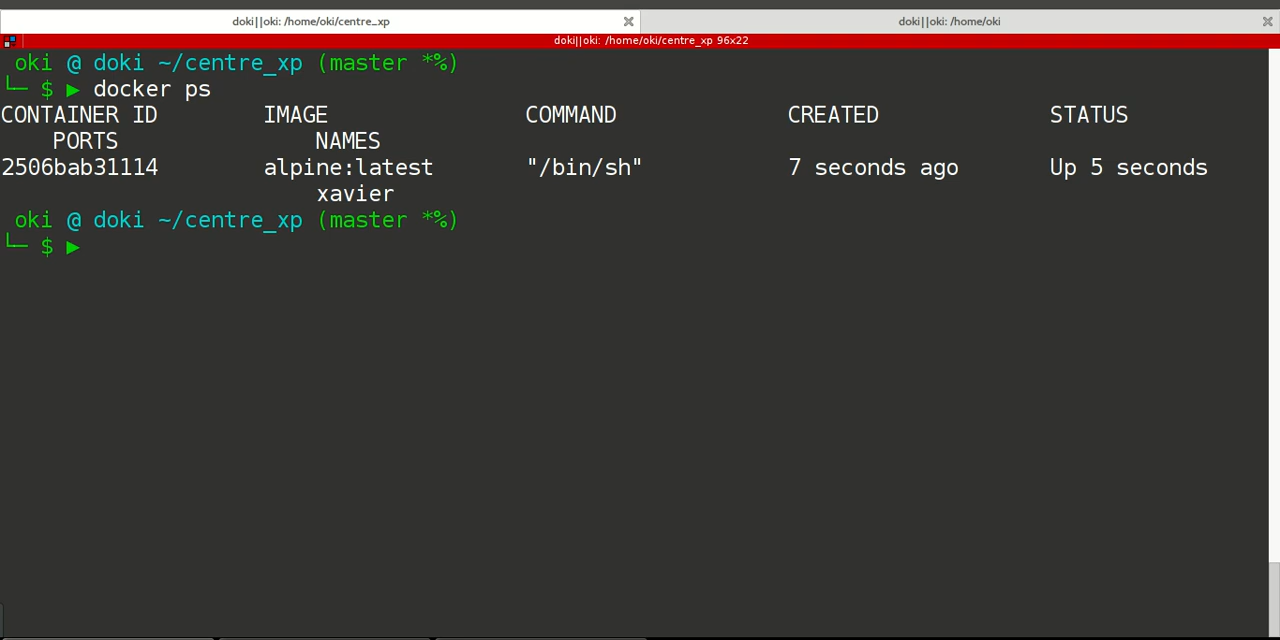 doki||oki: /home/oki/centre_xp doki||oki: /home/oki
doki||oki: /home/oki/centre_xp 96x22
oki @ doki ~/centre_xp (master *%)
└─ $ ▶ docker ps
CONTAINER ID IMAGE COMMAND CREATED STATUS
PORTS NAMES
2506bab31114 alpine:latest "/bin/sh" 7 seconds ago Up 5 seconds
xavier
oki @ doki ~/centre_xp (master *%)
└─ $ ▶